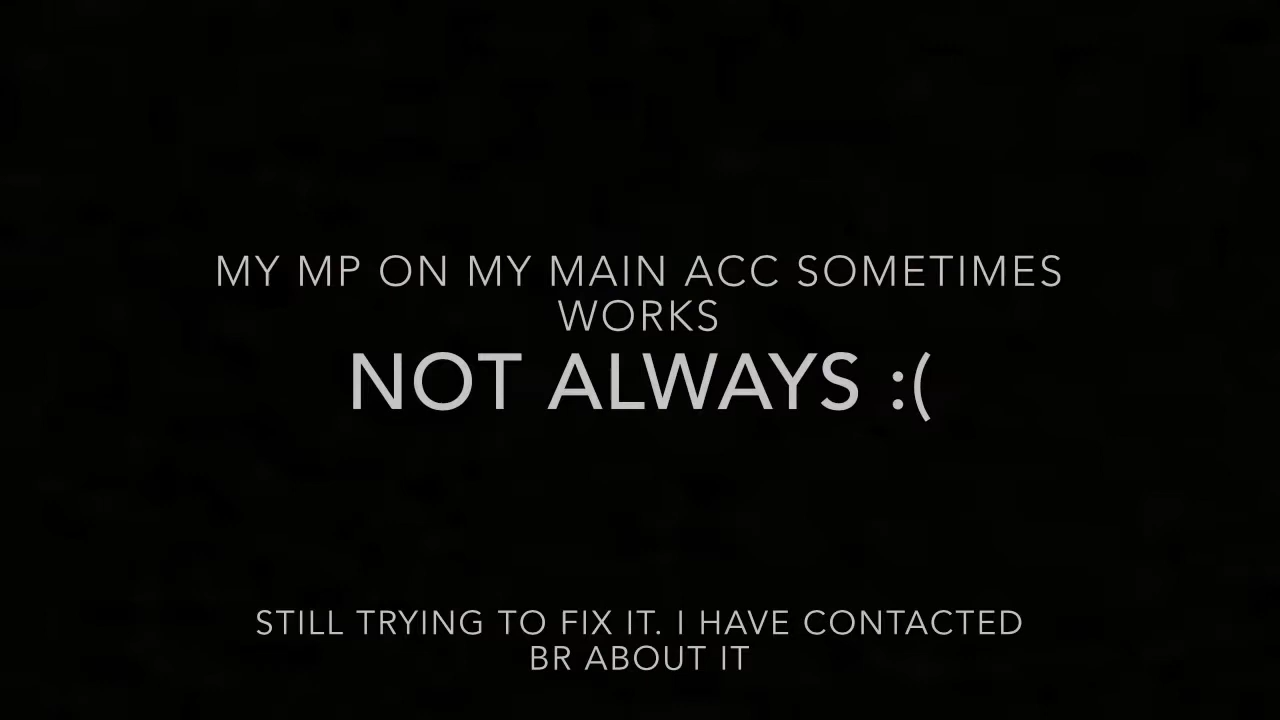 MY MP ON MY MAIN ACC SOMETIMES
WORKS
NOT ALWAYS :(
STILL TRYING TO FIX IT. I HAVE CONTACTED
BR ABOUT IT